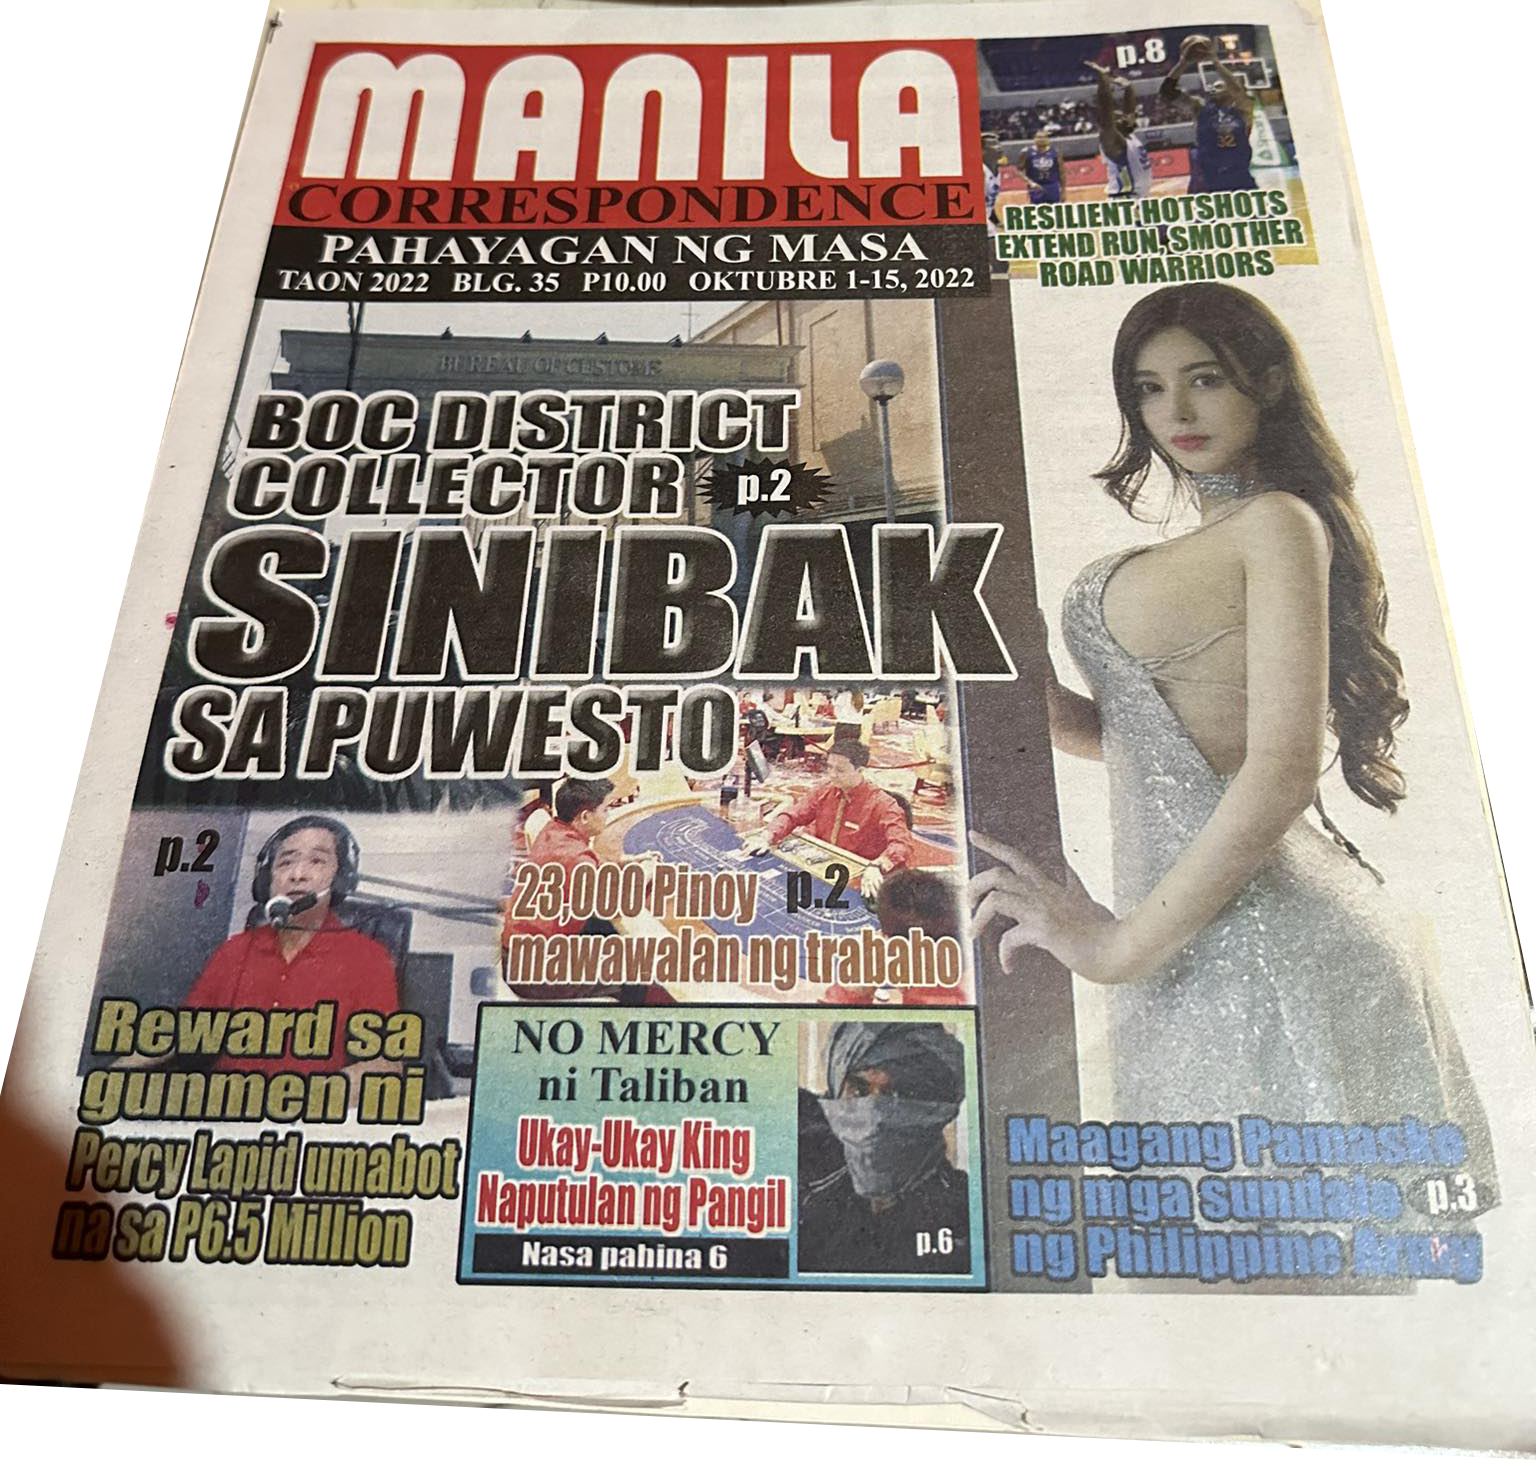 MANILA
CORRESPONDENCE
PAHAYAGAN NG MASA
TAON 2022 BLG. 35 P10.00 OKTUBRE 1-15, 2022
p.8
RESILIENT HOTSHOTS
EXTEND RUN, SMOTHER
ROAD WARRIORS
BUREAU OF CUSTOMS
BOC DISTRICT
COLLECTOR
p.2
SINIBAK
SA PUWESTO
p.2
Reward sa
gunmen ni
Percy Lapid umabot
na sa P6.5 Million
23,000 Pinoy p.2
mawawalan ng trabaho
NO MERCY
ni Taliban
Ukay-Ukay King
Naputulan ng Pangil
Nasa pahina 6
p.6
Maagang Pamasko
ng mga sundalo p.3
ng Philippine Army
32